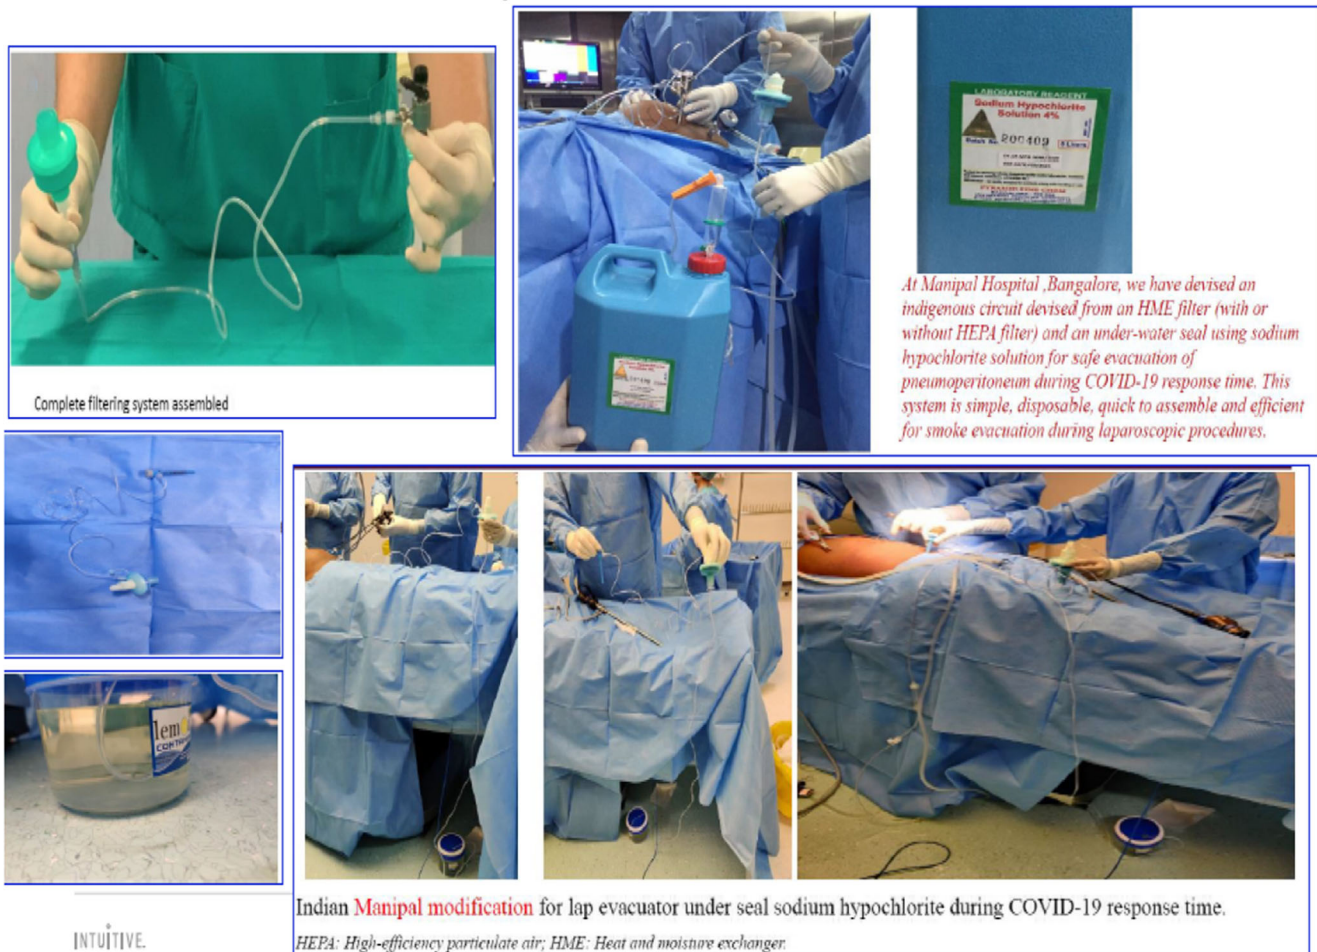 Complete filtering system assembled
LABORATORY REAGENT
Sodium Hypochlorite
Solution 4%
200409
5 Liters
At Manipal Hospital ,Bangalore, we have devised an
indigenous circuit devised from an HME filter (with or
without HEPA filter) and an under-water seal using sodium
hypochlorite solution for safe evacuation of
pneumoperitoneum during COVID-19 response time. This
system is simple, disposable, quick to assemble and efficient
for smoke evacuation during laparoscopic procedures.
lem
CONT
Indian Manipal modification for lap evacuator under seal sodium hypochlorite during COVID-19 response time.
HEPA: High-efficiency particulate air; HME: Heat and moisture exchanger.
INTUITIVE.